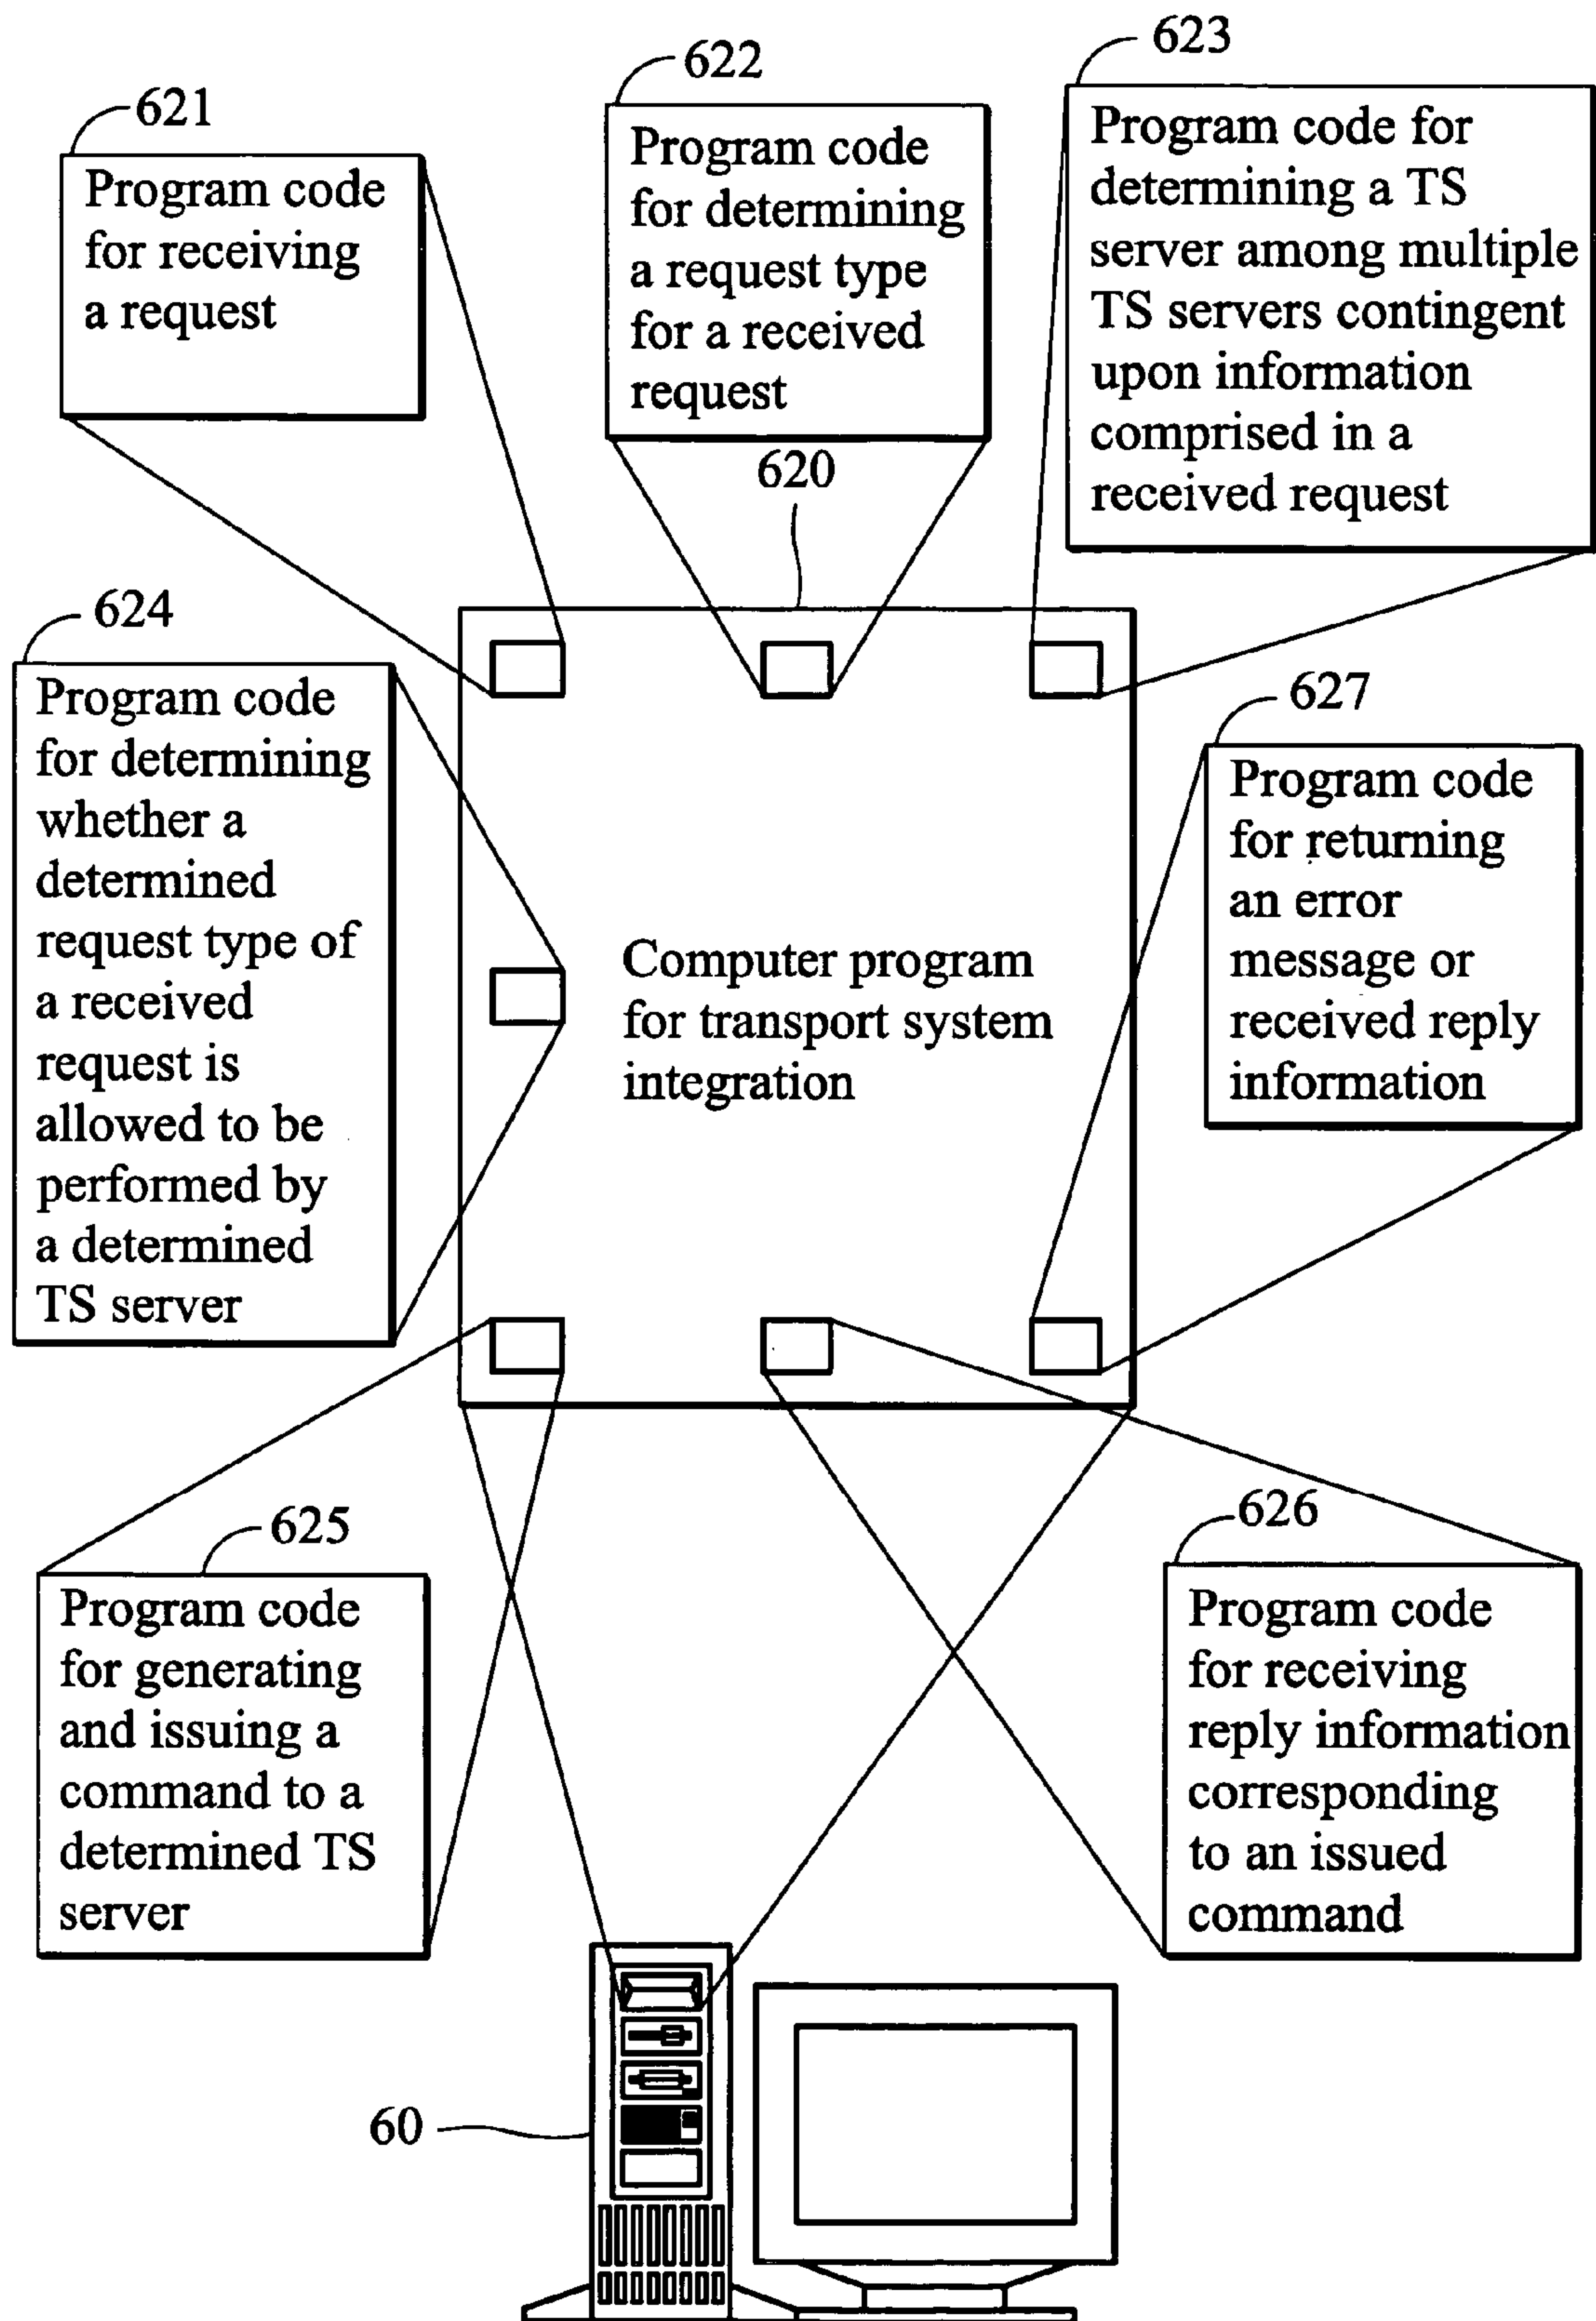 621
Program code
for receiving
a request
622
Program code
for determining
a request type
for a received
request
623
Program code for
determining a TS
server among multiple
TS servers contingent
upon information
comprised in a
received request
620
624
Program code
for determining
whether a
determined
request type of
a received
request is
allowed to be
performed by
a determined
TS server
Computer program
for transport system
integration
627
Program code
for returning
an error
message or
received reply
information
625
Program code
for generating
and issuing a
command to a
determined TS
server
626
Program code
for receiving
reply information
corresponding
to an issued
command
60